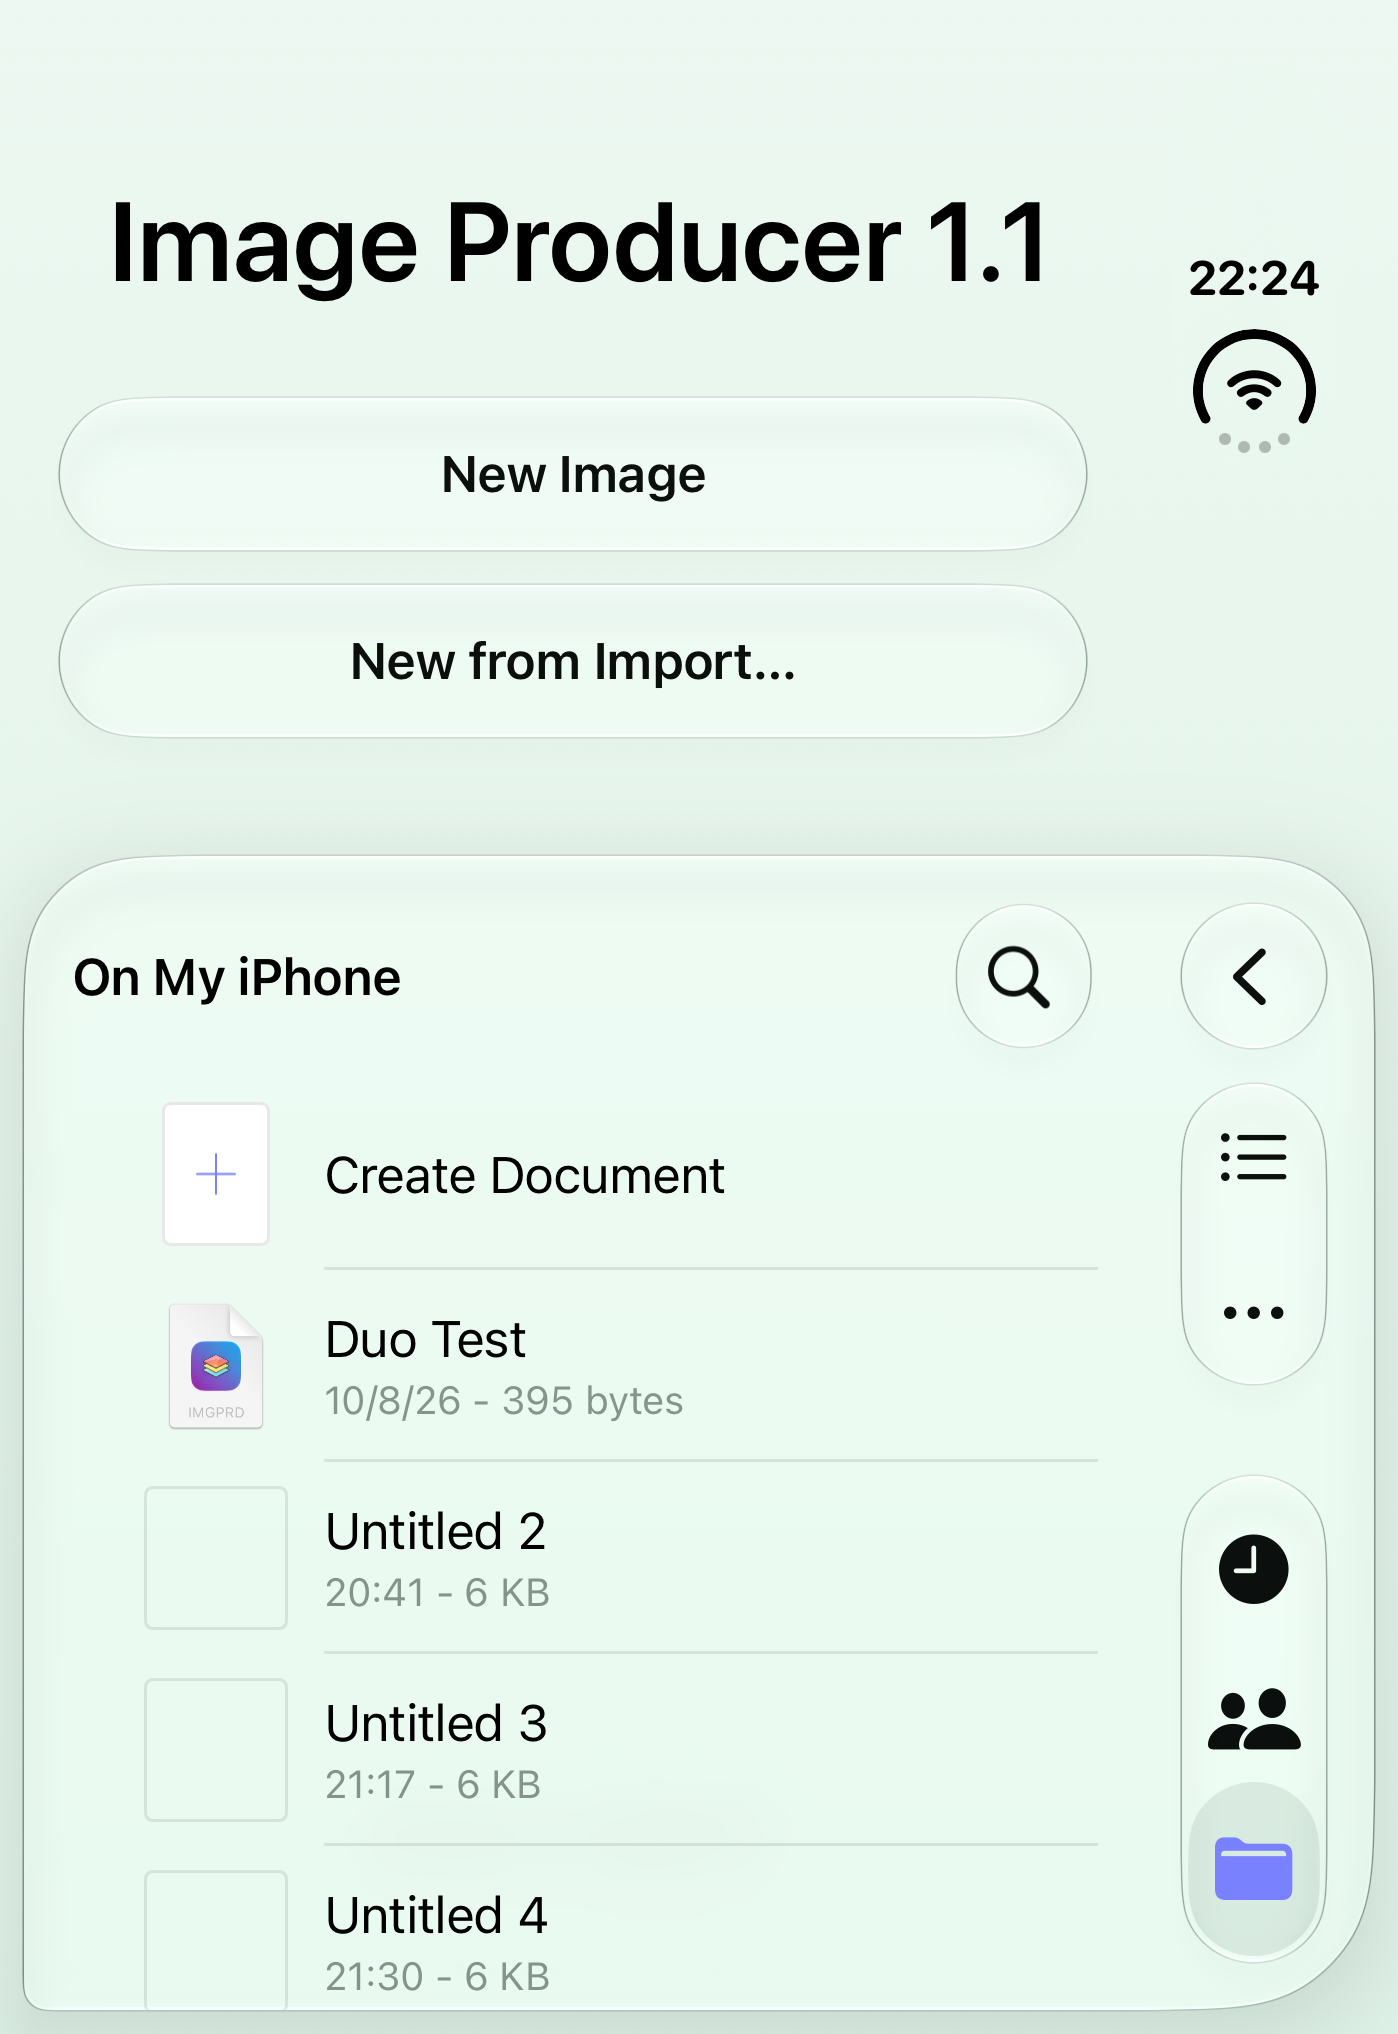 Image Producer 1.1
22:24
New Image
New from Import...
On My iPhone
Create Document
Duo Test
10/8/26 - 395 bytes
IMGPRD
Untitled 2
20:41 - 6 KB
Untitled 3
21:17 - 6 KB
Untitled 4
21:30 - 6 KB